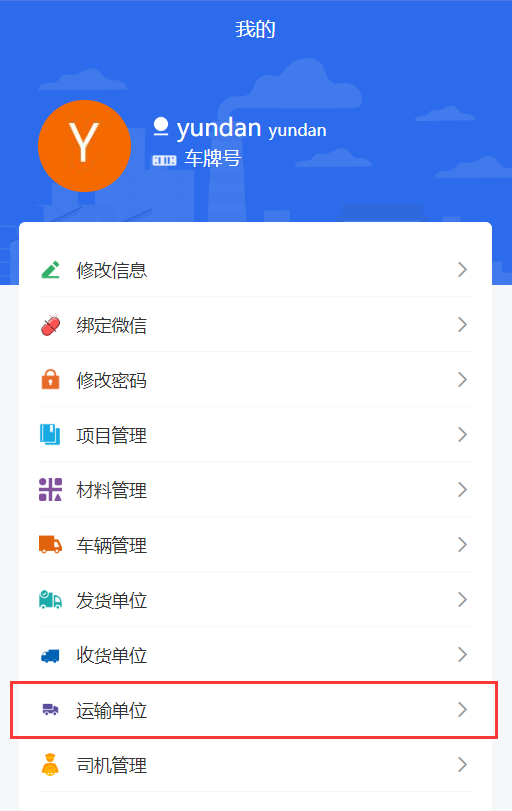 我的
Y
yundan yundan
车牌号
修改信息
绑定微信
修改密码
项目管理
材料管理
车辆管理
发货单位
收货单位
运输单位
司机管理